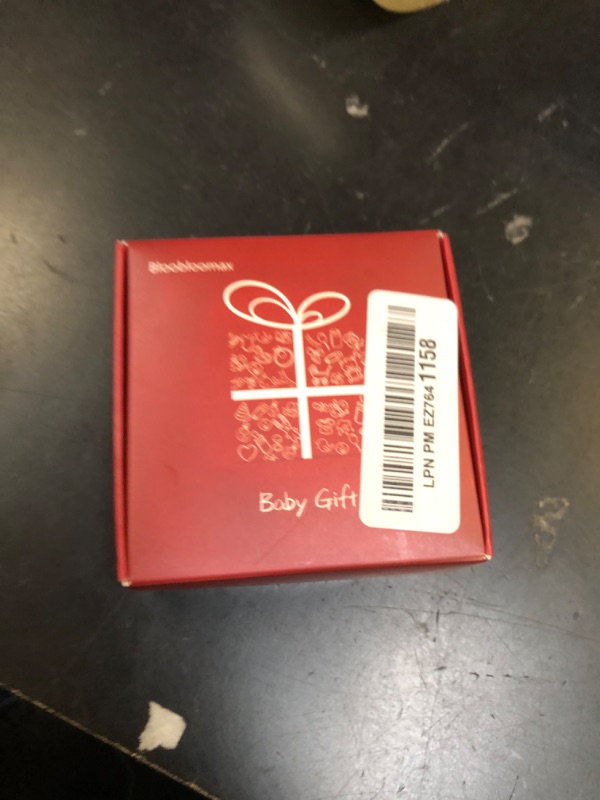 Bloobloomax
Baby Gift
LPN PM EZ764 1158